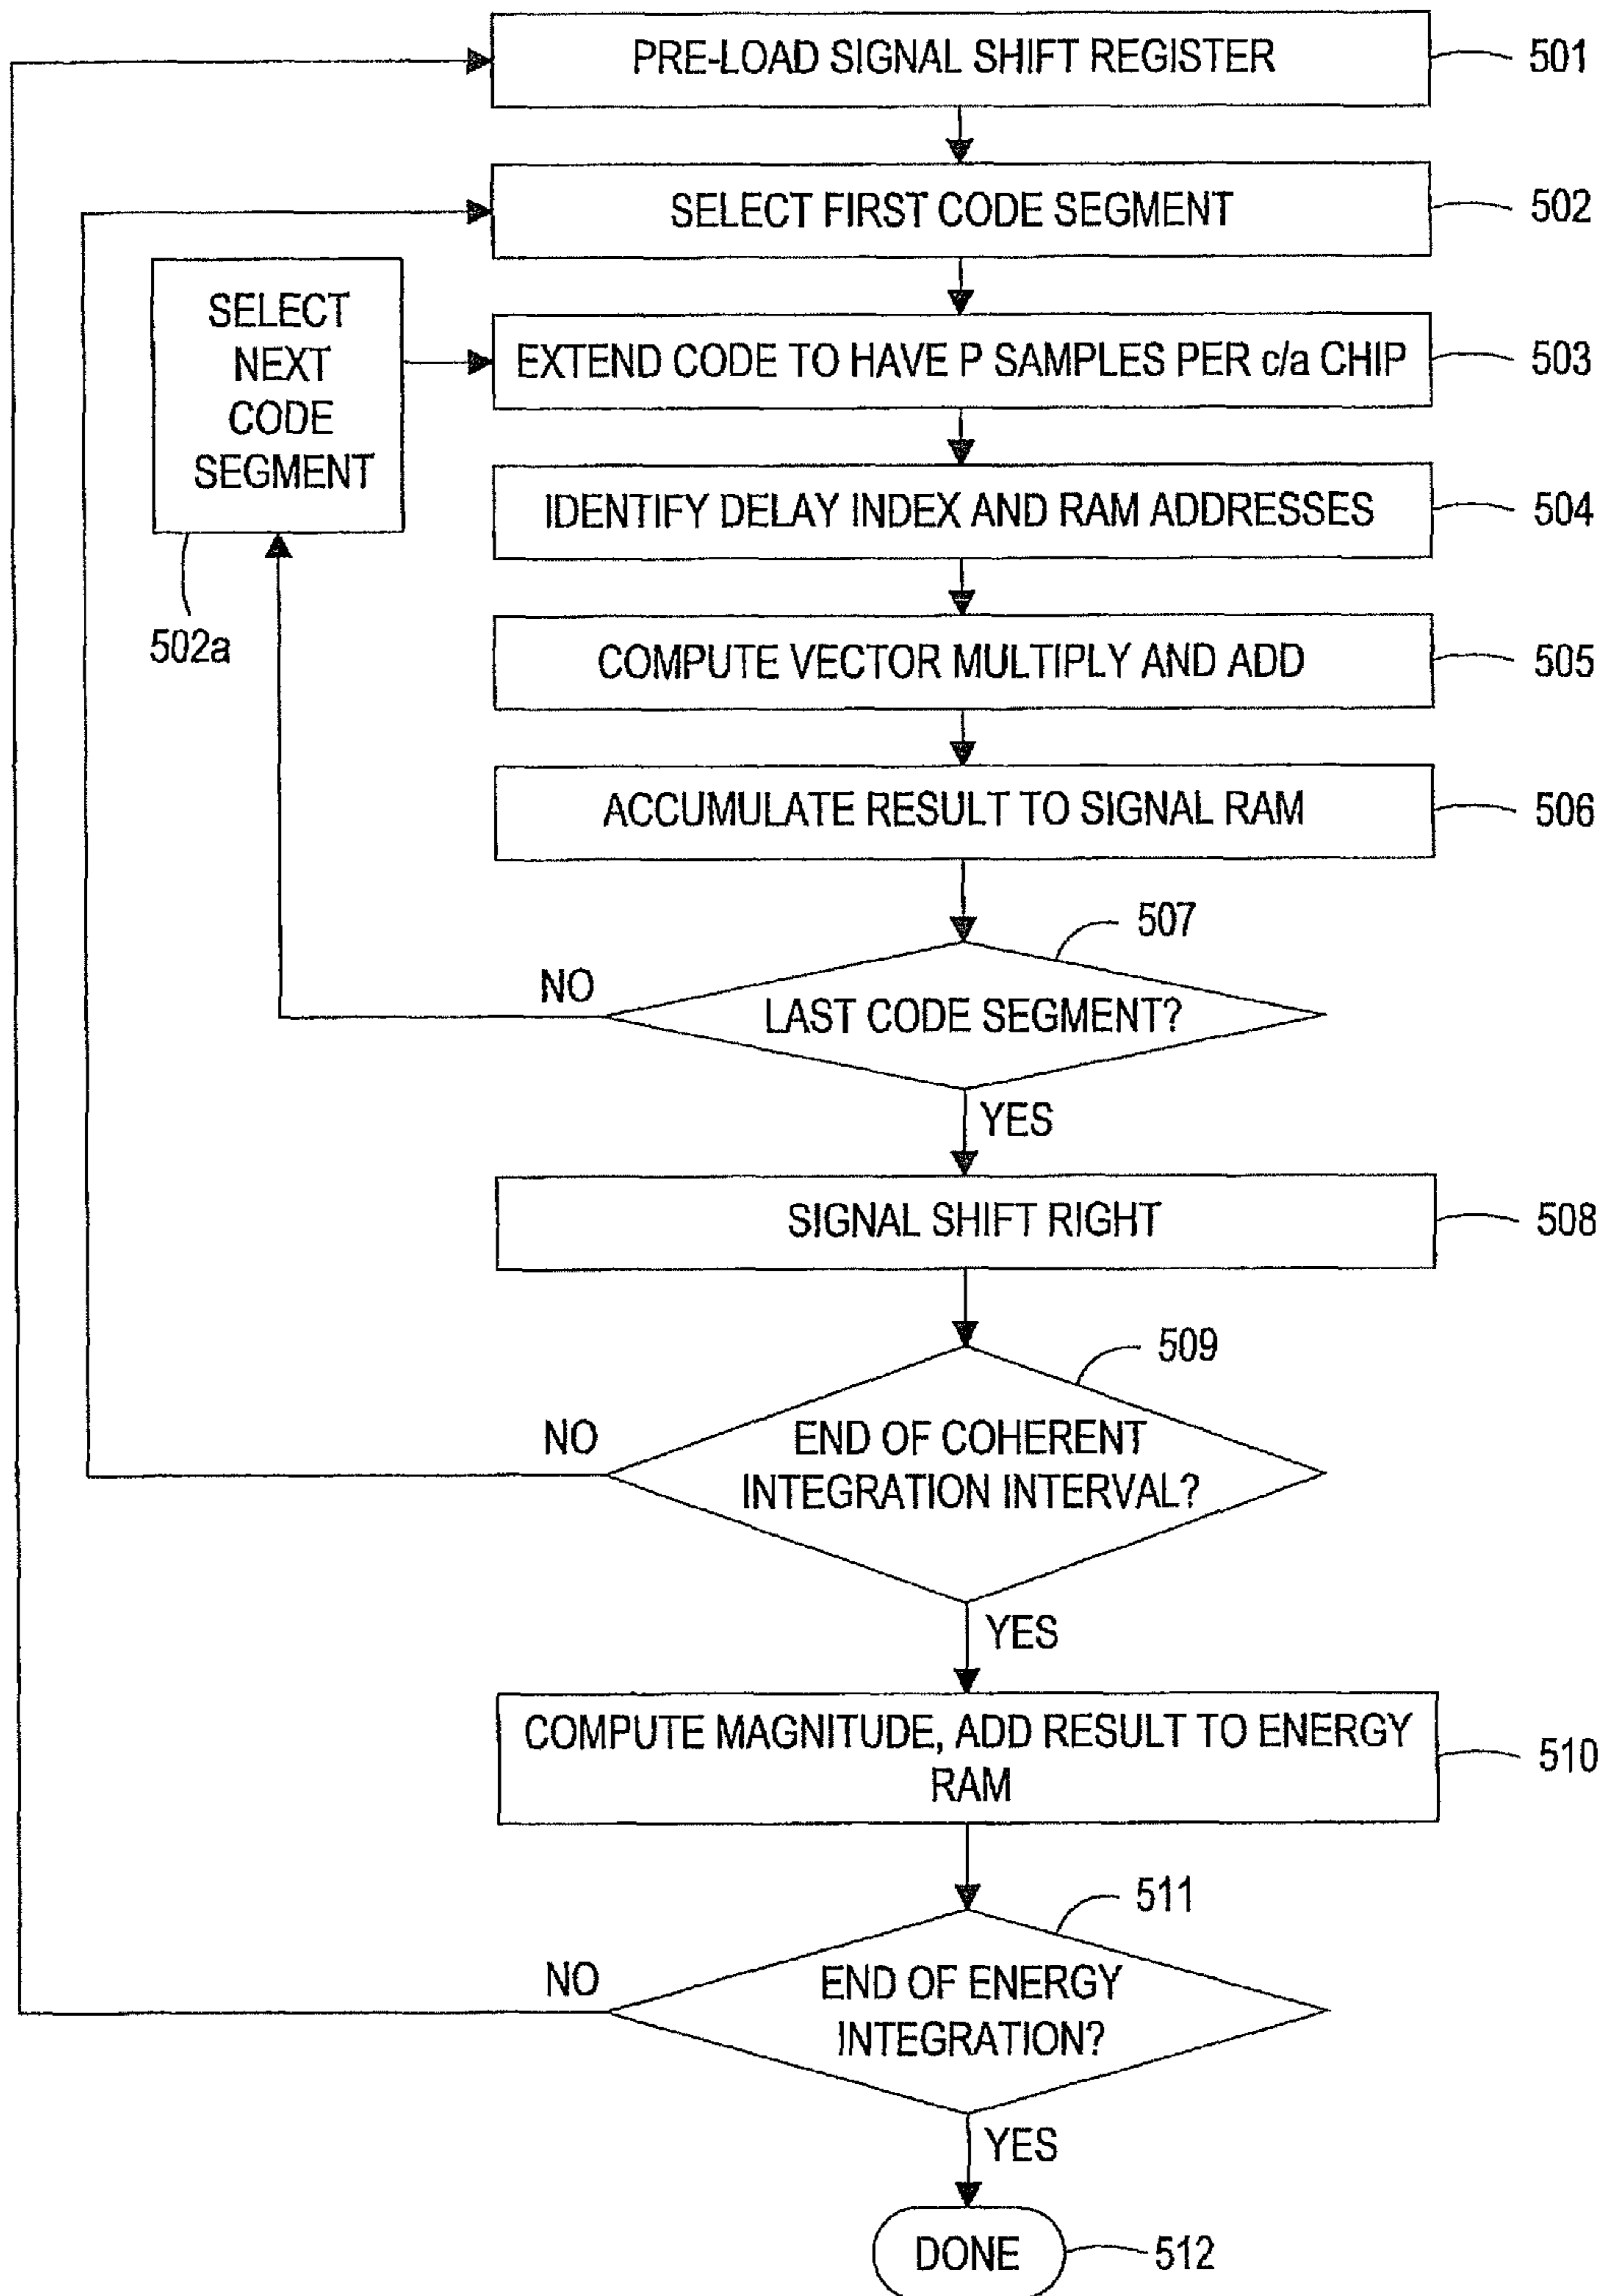 PRE-LOAD SIGNAL SHIFT REGISTER
501
SELECT FIRST CODE SEGMENT
502
SELECT
NEXT
CODE
SEGMENT
502a
EXTEND CODE TO HAVE P SAMPLES PER c/a CHIP
503
IDENTIFY DELAY INDEX AND RAM ADDRESSES
504
COMPUTE VECTOR MULTIPLY AND ADD
505
ACCUMULATE RESULT TO SIGNAL RAM
506
507
NO
LAST CODE SEGMENT?
YES
SIGNAL SHIFT RIGHT
508
509
NO
END OF COHERENT
INTEGRATION INTERVAL?
YES
COMPUTE MAGNITUDE, ADD RESULT TO ENERGY
RAM
510
511
NO
END OF ENERGY
INTEGRATION?
YES
DONE
512